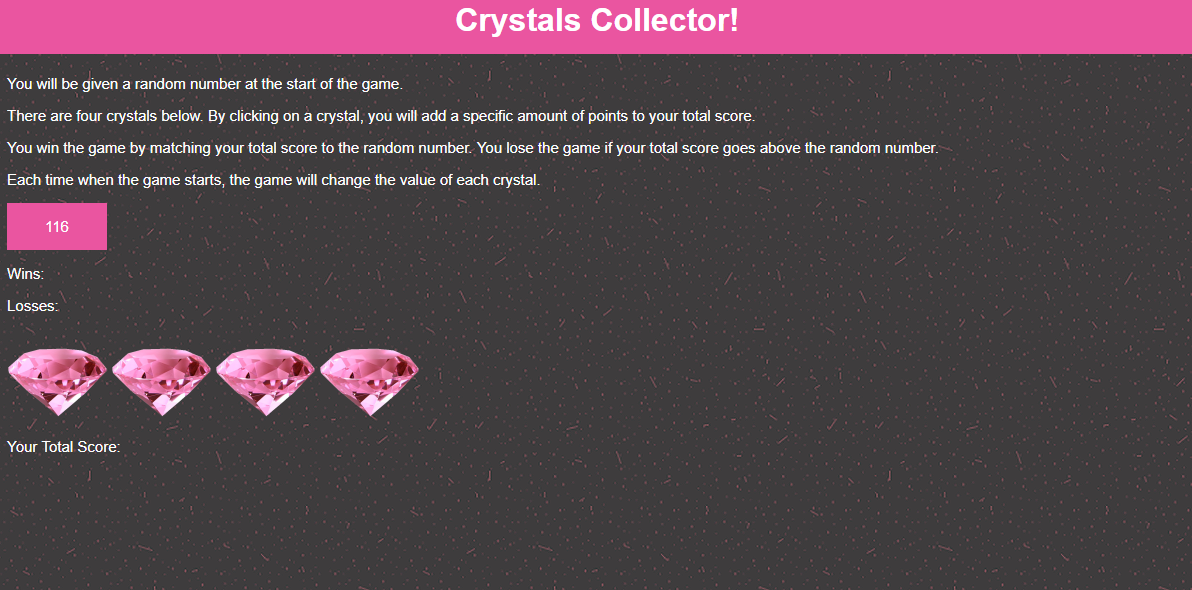 Crystals Collector!
You will be given a random number at the start of the game.
There are four crystals below. By clicking on a crystal, you will add a specific amount of points to your total score.
You win the game by matching your total score to the random number. You lose the game if your total score goes above the random number.
Each time when the game starts, the game will change the value of each crystal.
116
Wins:
Losses:
Your Total Score: